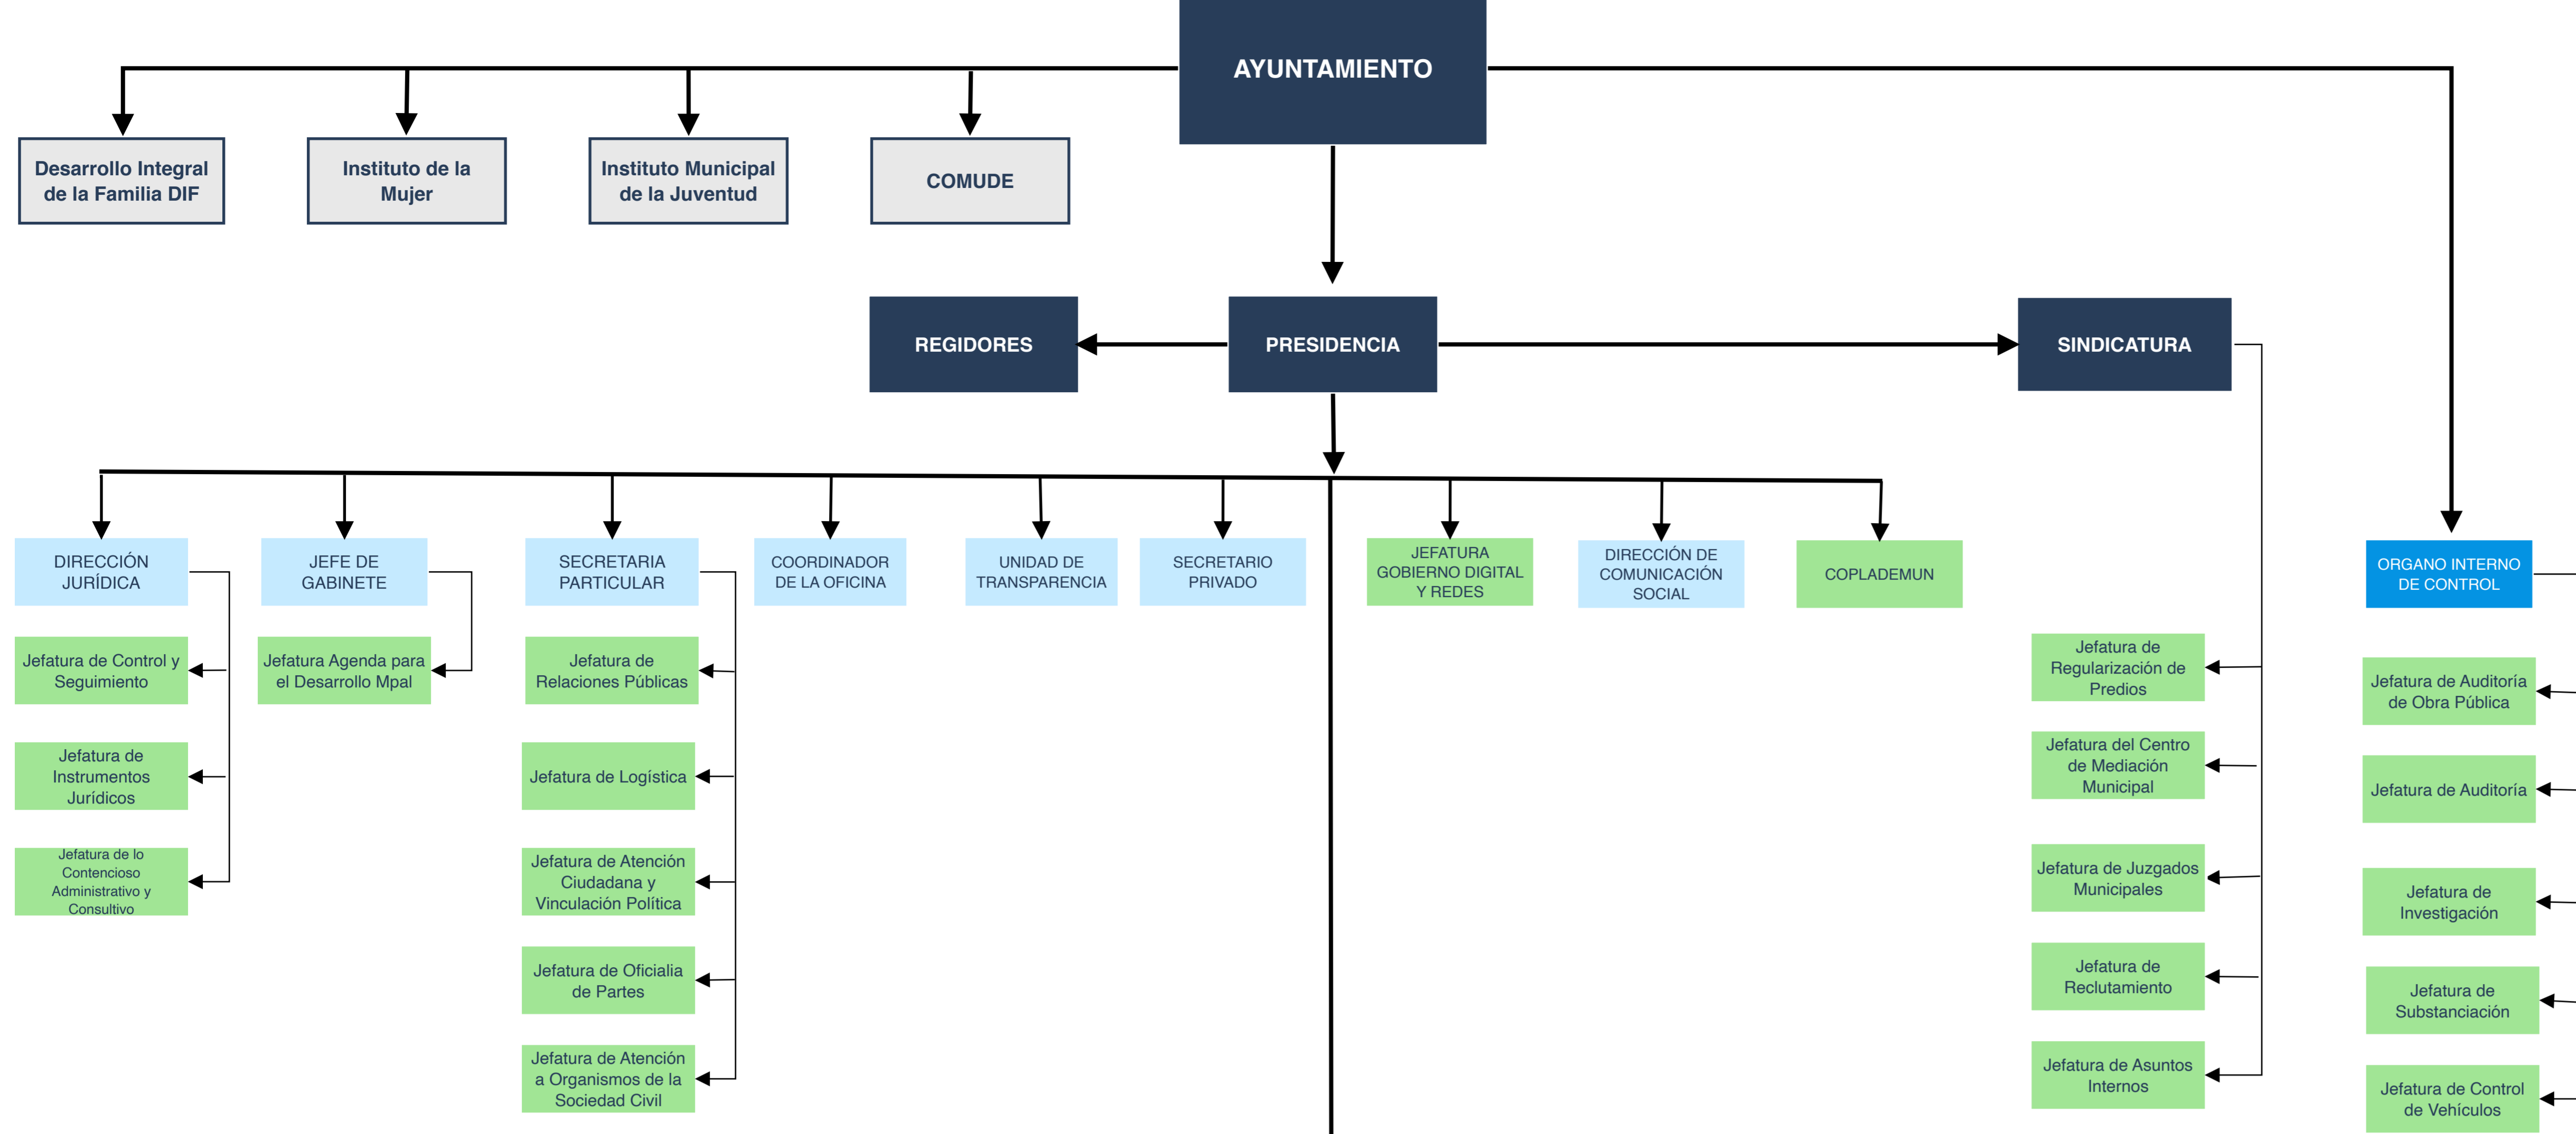 AYUNTAMIENTO
Desarrollo Integral
de la Familia DIF
Instituto de la
Mujer
Instituto Municipal
de la Juventud
COMUDE
REGIDORES
PRESIDENCIA
SINDICATURA
DIRECCIÓN
JURÍDICA
JEFE DE
GABINETE
SECRETARIA
PARTICULAR
COORDINADOR
DE LA OFICINA
UNIDAD DE
TRANSPARENCIA
SECRETARIO
PRIVADO
JEFATURA
GOBIERNO DIGITAL
Y REDES
DIRECCIÓN DE
COMUNICACIÓN
SOCIAL
COPLADEMUN
ORGANO INTERNO
DE CONTROL
Jefatura de Control y
Seguimiento
Jefatura de
Instrumentos
Jurídicos
Jefatura de lo
Contencioso
Administrativo y
Consultivo
Jefatura Agenda para
el Desarrollo Mpal
Jefatura de
Relaciones Públicas
Jefatura de Logística
Jefatura de Atención
Ciudadana y
Vinculación Política
Jefatura de Oficialia
de Partes
Jefatura de Atención
a Organismos de la
Sociedad Civil
Jefatura de
Regularización de
Predios
Jefatura del Centro
de Mediación
Municipal
Jefatura de Juzgados
Municipales
Jefatura de
Reclutamiento
Jefatura de Asuntos
Internos
Jefatura de Auditoría
de Obra Pública
Jefatura de Auditoría
Jefatura de
Investigación
Jefatura de
Substanciación
Jefatura de Control
de Vehículos